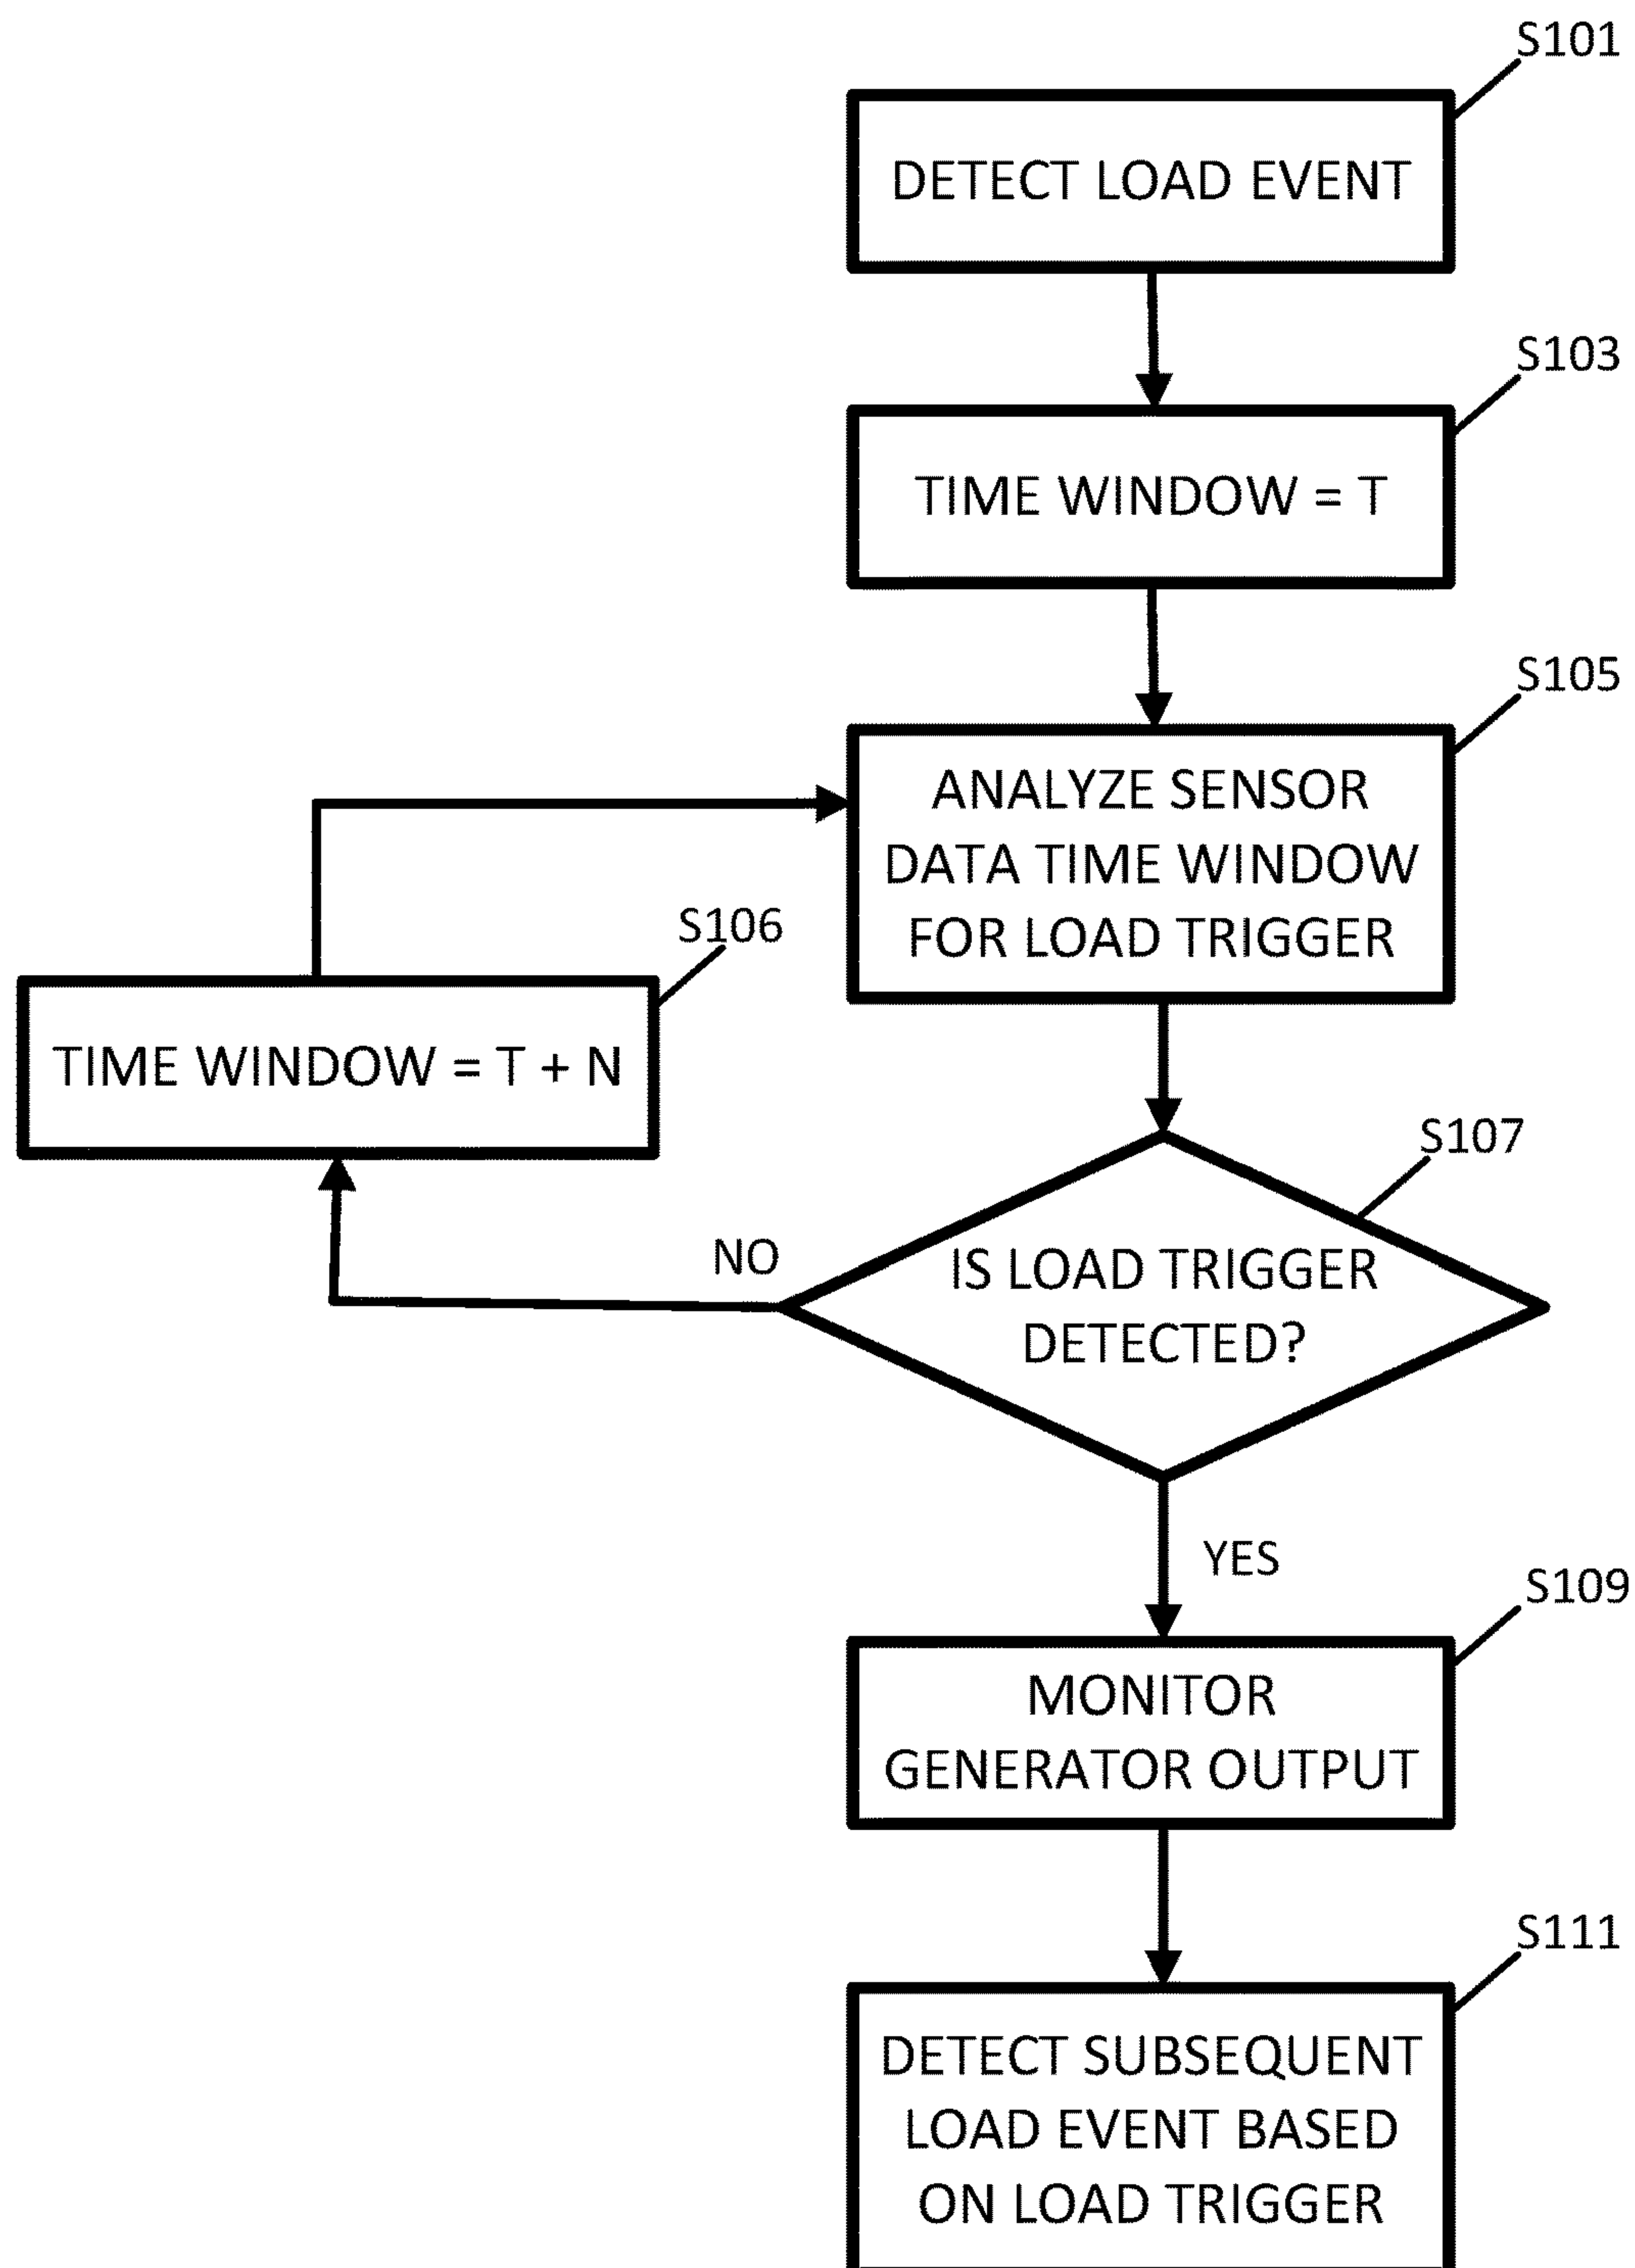 S101
DETECT LOAD EVENT
S103
TIME WINDOW = T
S105
ANALYZE SENSOR
DATA TIME WINDOW
FOR LOAD TRIGGER
S106
TIME WINDOW = T + N
S107
NO
IS LOAD TRIGGER
DETECTED?
YES
S109
MONITOR
GENERATOR OUTPUT
S111
DETECT SUBSEQUENT
LOAD EVENT BASED
ON LOAD TRIGGER